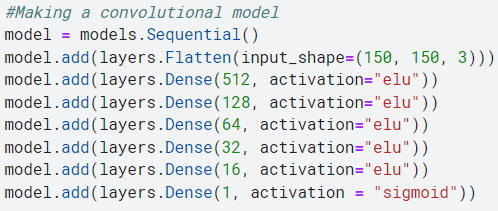 #Making a convolutional model
model = models.Sequential()
model.add(layers.Flatten(input_shape=(150, 150, 3)))
model.add(layers.Dense(512, activation="elu"))
model.add(layers.Dense(128, activation="elu"))
model.add(layers.Dense(64, activation="elu"))
model.add(layers.Dense(32, activation="elu"))
model.add(layers.Dense(16, activation="elu"))
model.add(layers.Dense(1, activation = "sigmoid"))